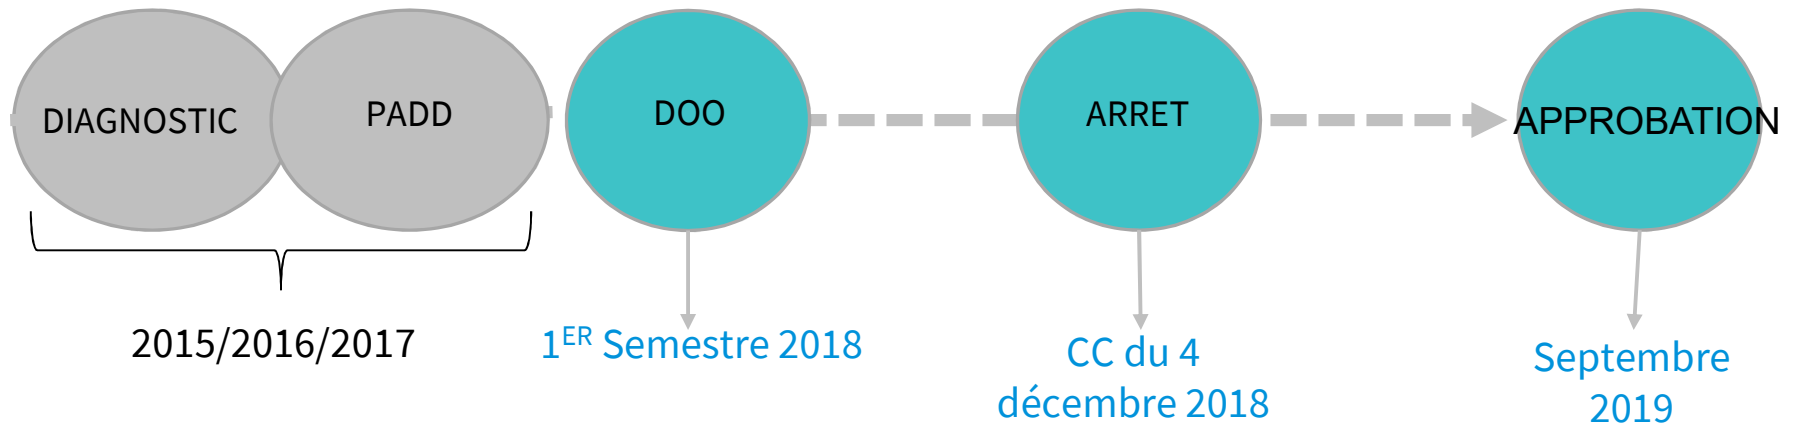 DIAGNOSTIC
PADD
DOO
ARRET
APPROBATION
2015/2016/2017
1ER Semestre 2018
CC du 4
décembre 2018
Septembre
2019